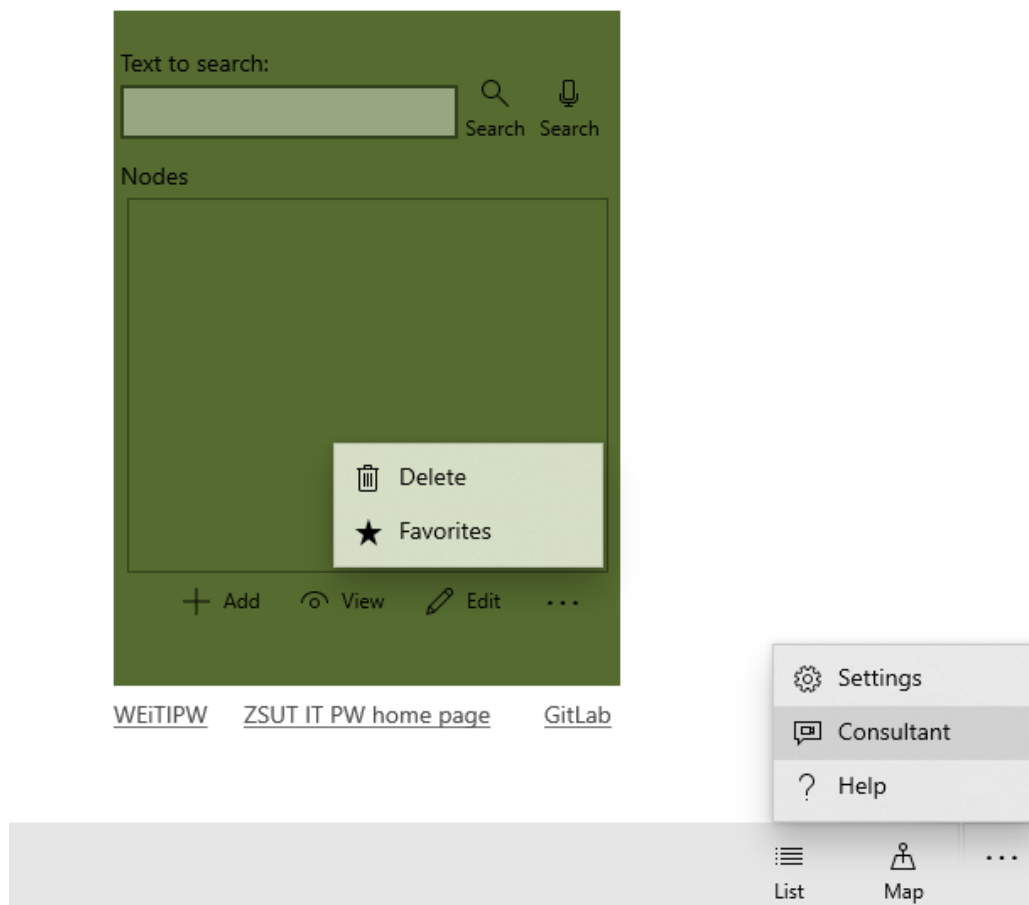 Text to search:
Search Search
Nodes
Delete
Favorites
Add View Edit ...
WEiTIPW ZSUT IT PW home page GitLab
Settings
Consultant
Help
List Map ...